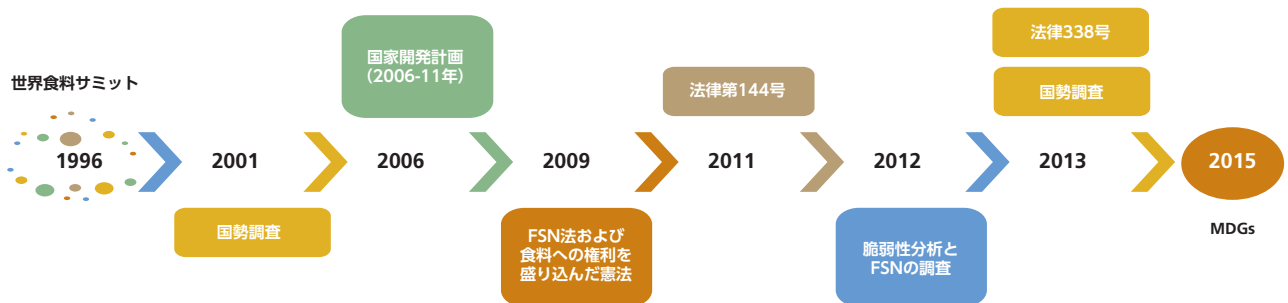 世界食料サミット
1996
2001
国勢調査
国家開発計画
（2006-11年）
2006
2009
FSN法および
食料への権利を
盛り込んだ憲法
法律第144号
2011
2012
脆弱性分析と
FSNの調査
法律338号
国勢調査
2013
2015
MDGs